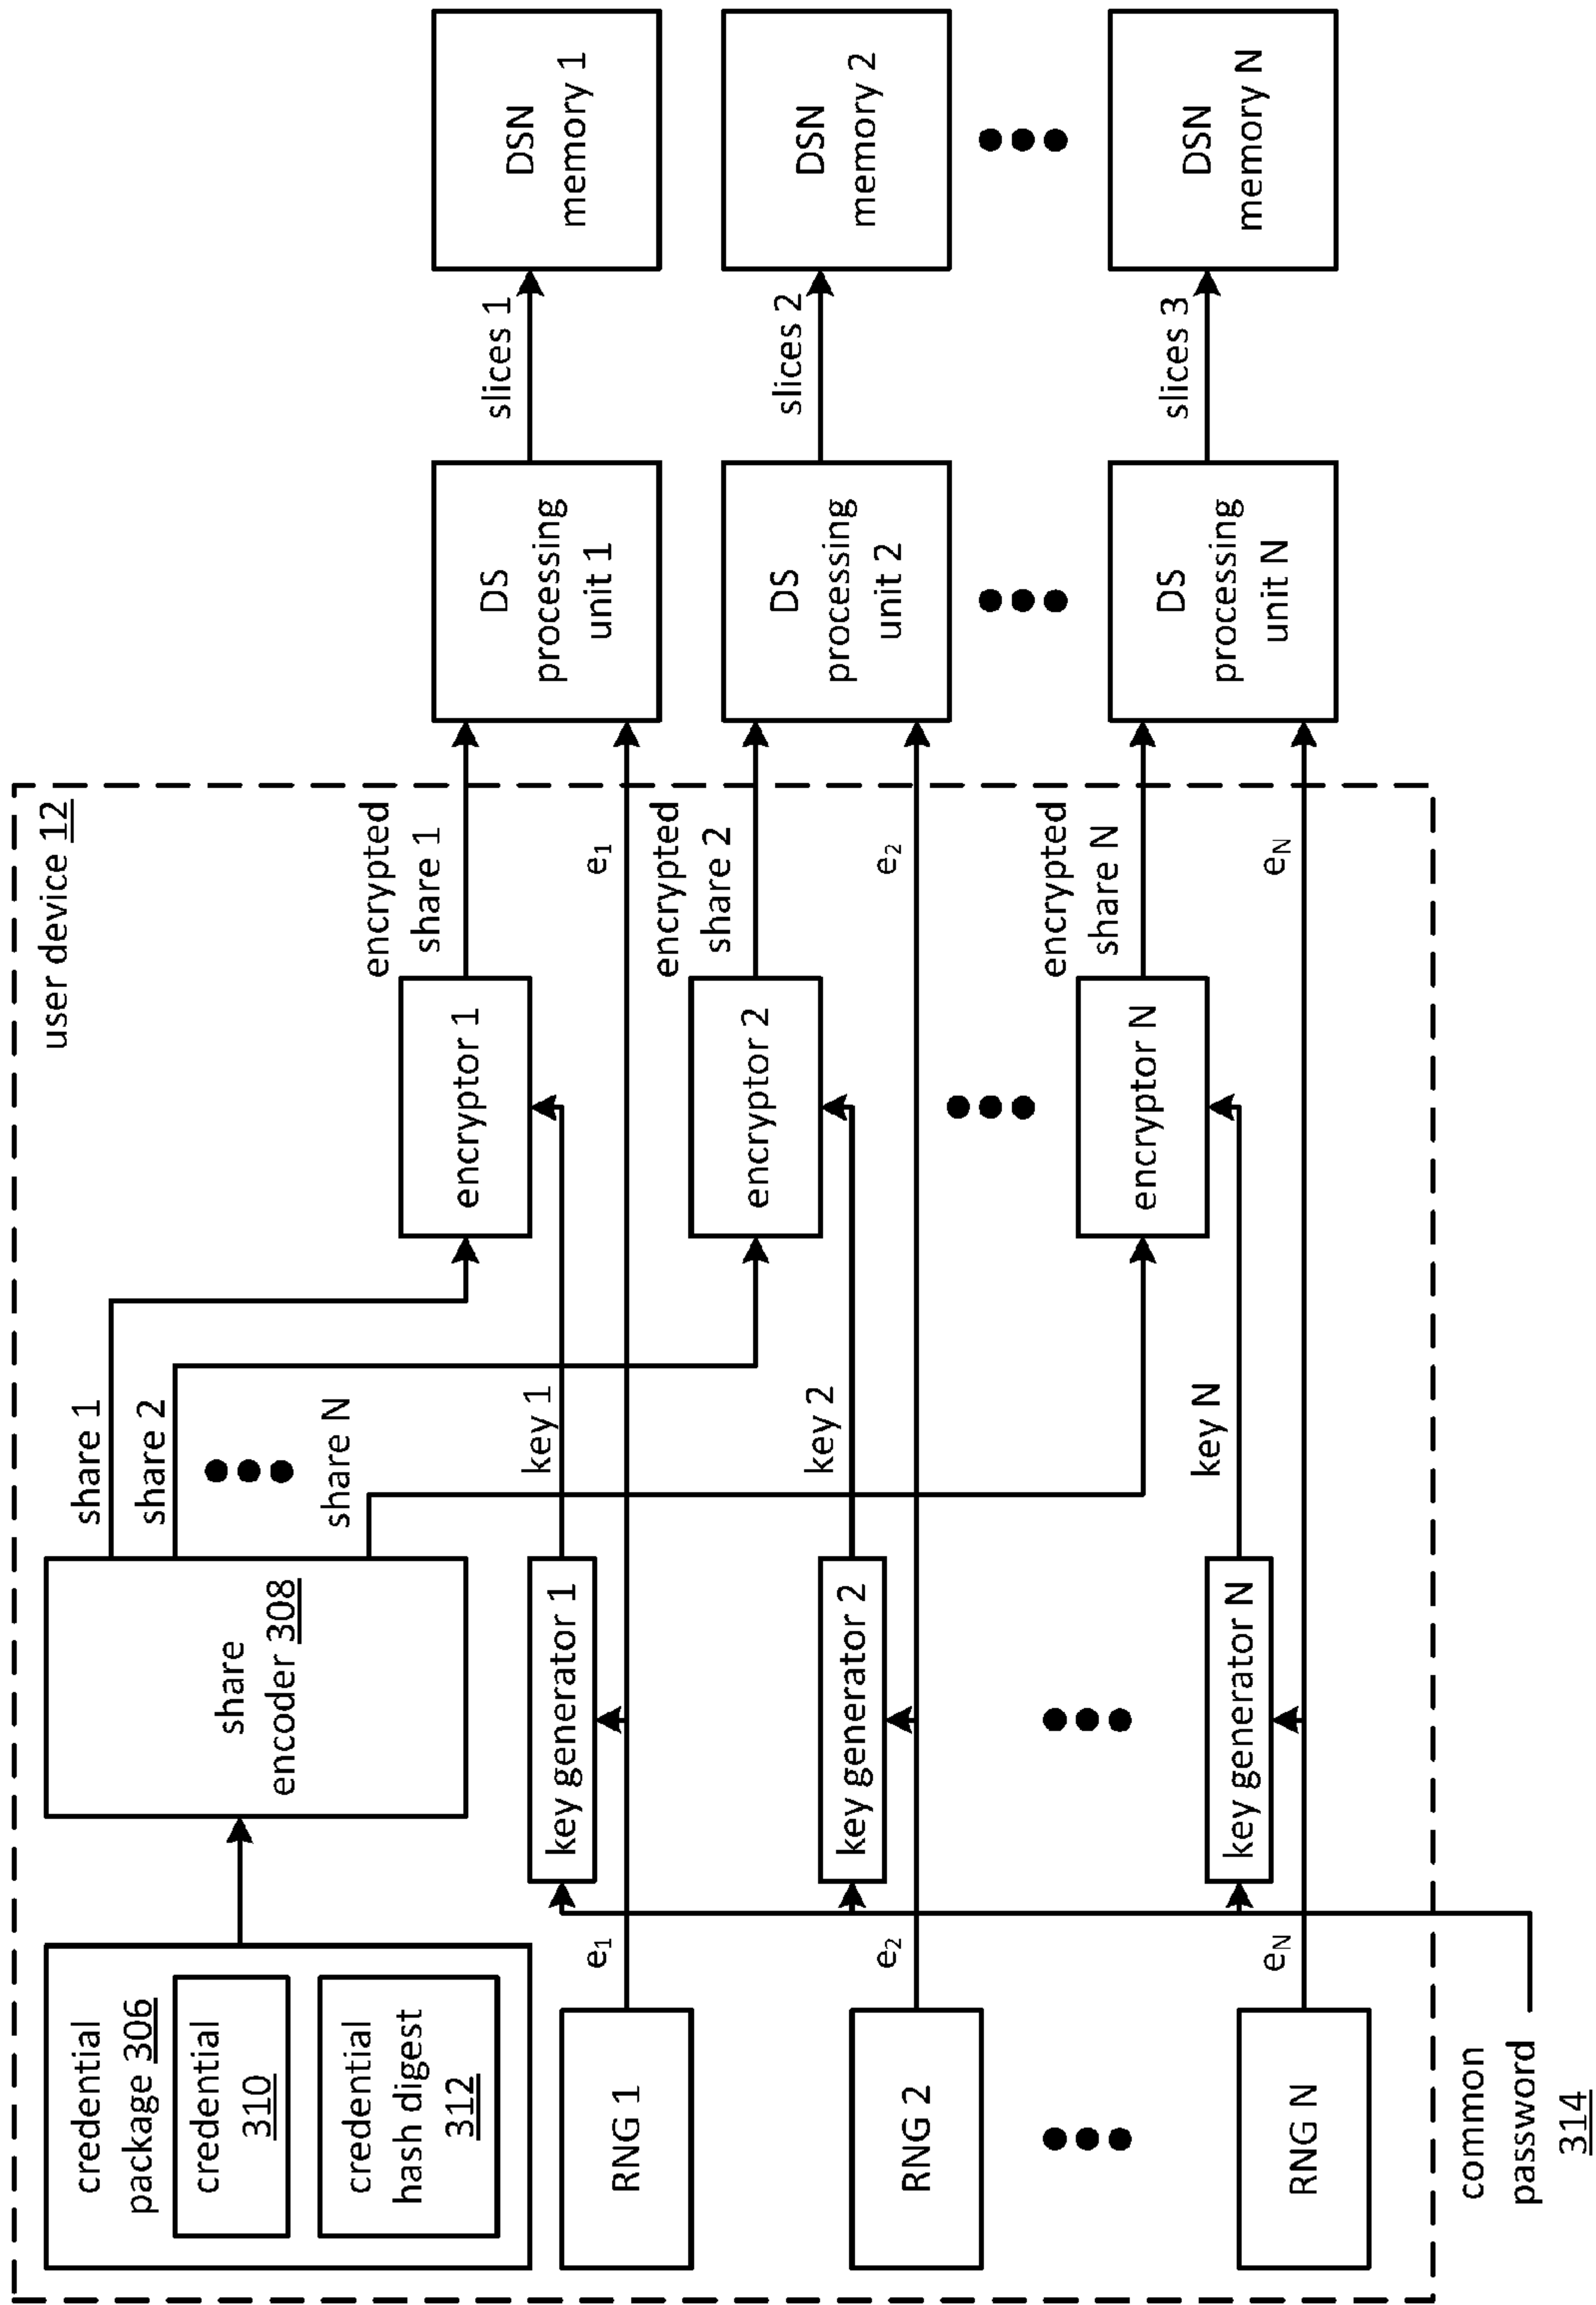 user device 12
credential
package 306
credential
310
credential
hash digest
312
share
encoder 308
share 1
share 2
share N
encryptor 1
encrypted
share 1
DS
processing
unit 1
slices 1
DSN
memory 1
RNG 1
e1
key generator 1
key 1
e1
encryptor 2
encrypted
share 2
DS
processing
unit 2
slices 2
DSN
memory 2
RNG 2
e2
key generator 2
key 2
e2
encryptor N
encrypted
share N
DS
processing
unit N
slices 3
DSN
memory N
RNG N
eN
key generator N
key N
eN
common
password
314